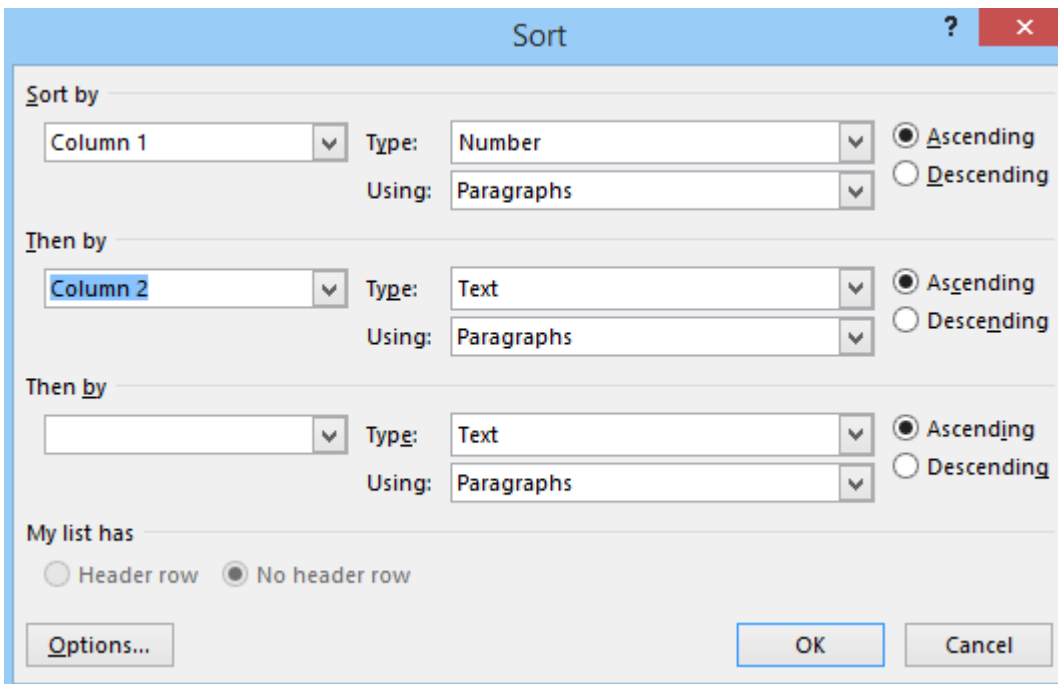 Sort ?
Sort by
Column 1 Type: Number Ascending
Using: Paragraphs Descending
Then by
Column 2 Type: Text Ascending
Using: Paragraphs Descending
Then by
Type: Text Ascending
Using: Paragraphs Descending
My list has
Header row No header row
Options... OK Cancel